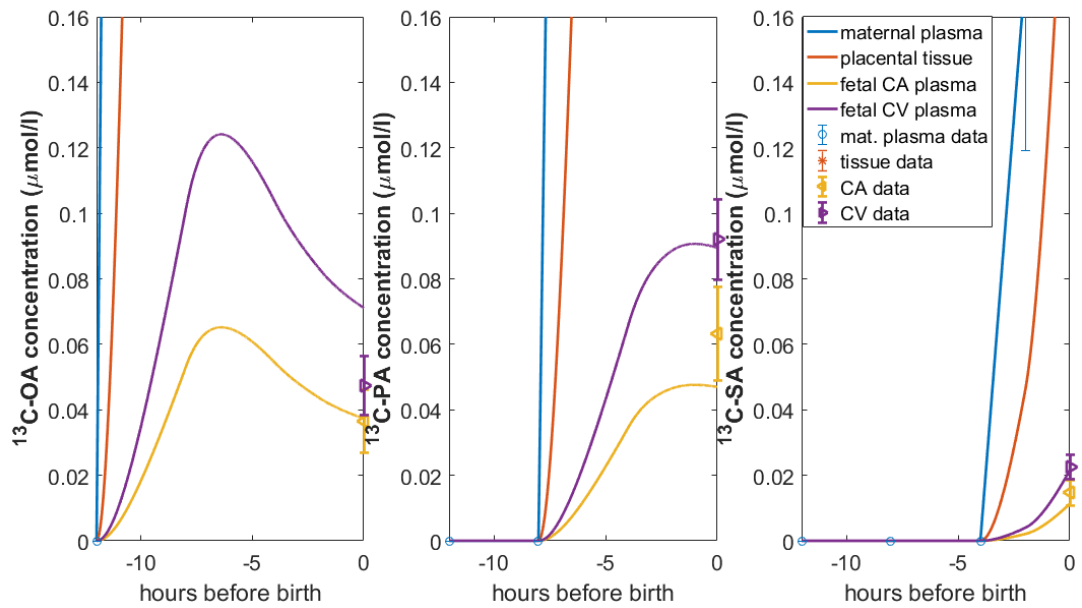 0.16
0.14
0.12
0.1
0.08
0.06
0.04
0.02
0
-10
-5
0
hours before birth
¹³C-OA concentration (μmol/l)
0.16
0.14
0.12
0.1
0.08
0.06
0.04
0.02
0
-10
-5
0
hours before birth
¹³C-PA concentration (μmol/l)
0.16
0.14
0.12
0.1
0.08
0.06
0.04
0.02
0
-10
-5
0
hours before birth
¹³C-SA concentration (μmol/l)
maternal plasma
placental tissue
fetal CA plasma
fetal CV plasma
mat. plasma data
tissue data
CA data
CV data